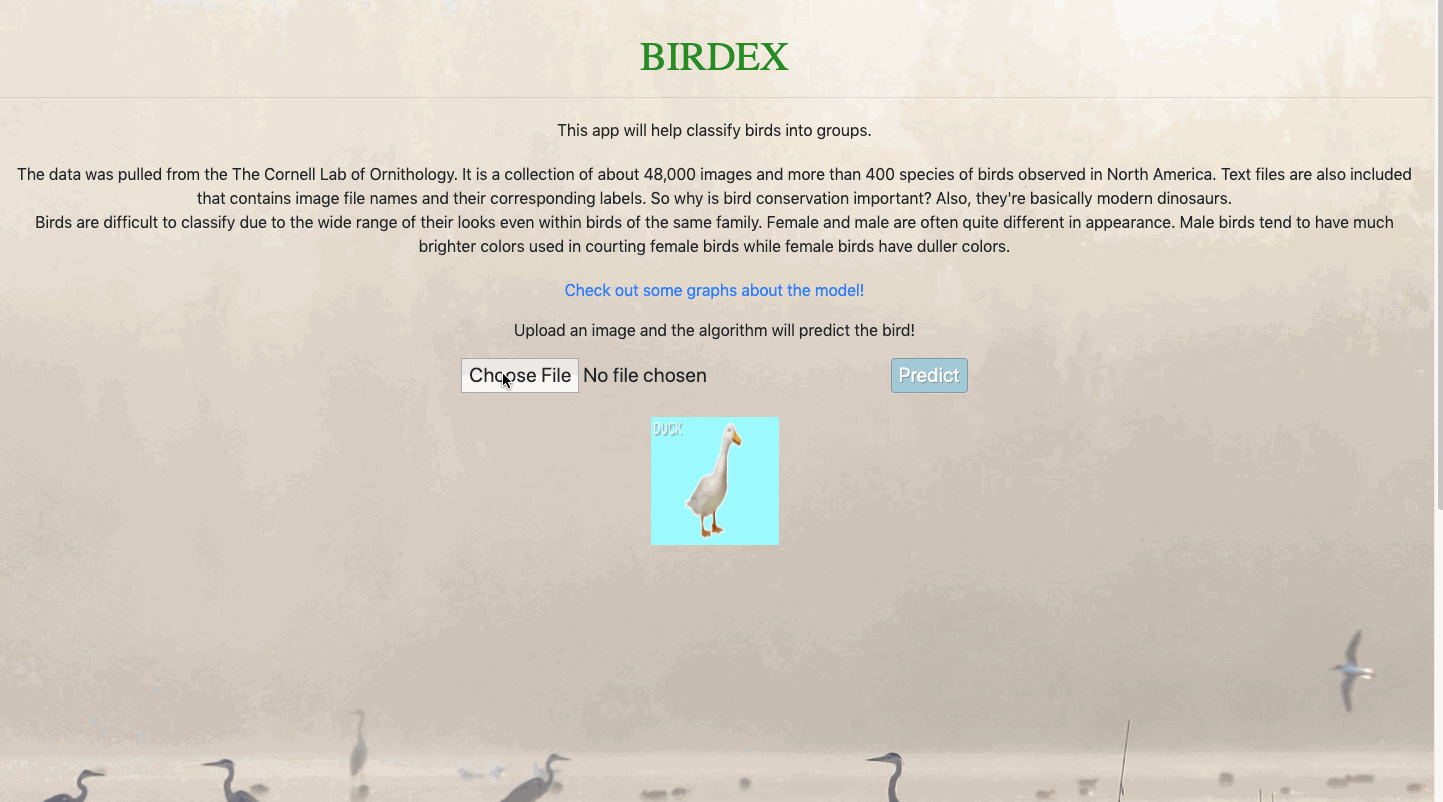 BIRDEX
This app will help classify birds into groups.
The data was pulled from the The Cornell Lab of Ornithology. It is a collection of about 48,000 images and more than 400 species of birds observed in North America. Text files are also included
that contains image file names and their corresponding labels. So why is bird conservation important? Also, they're basically modern dinosaurs.
Birds are difficult to classify due to the wide range of their looks even within birds of the same family. Female and male are often quite different in appearance. Male birds tend to have much
brighter colors used in courting female birds while female birds have duller colors.
Check out some graphs about the model!
Upload an image and the algorithm will predict the bird!
Choose File No file chosen Predict
DUCK